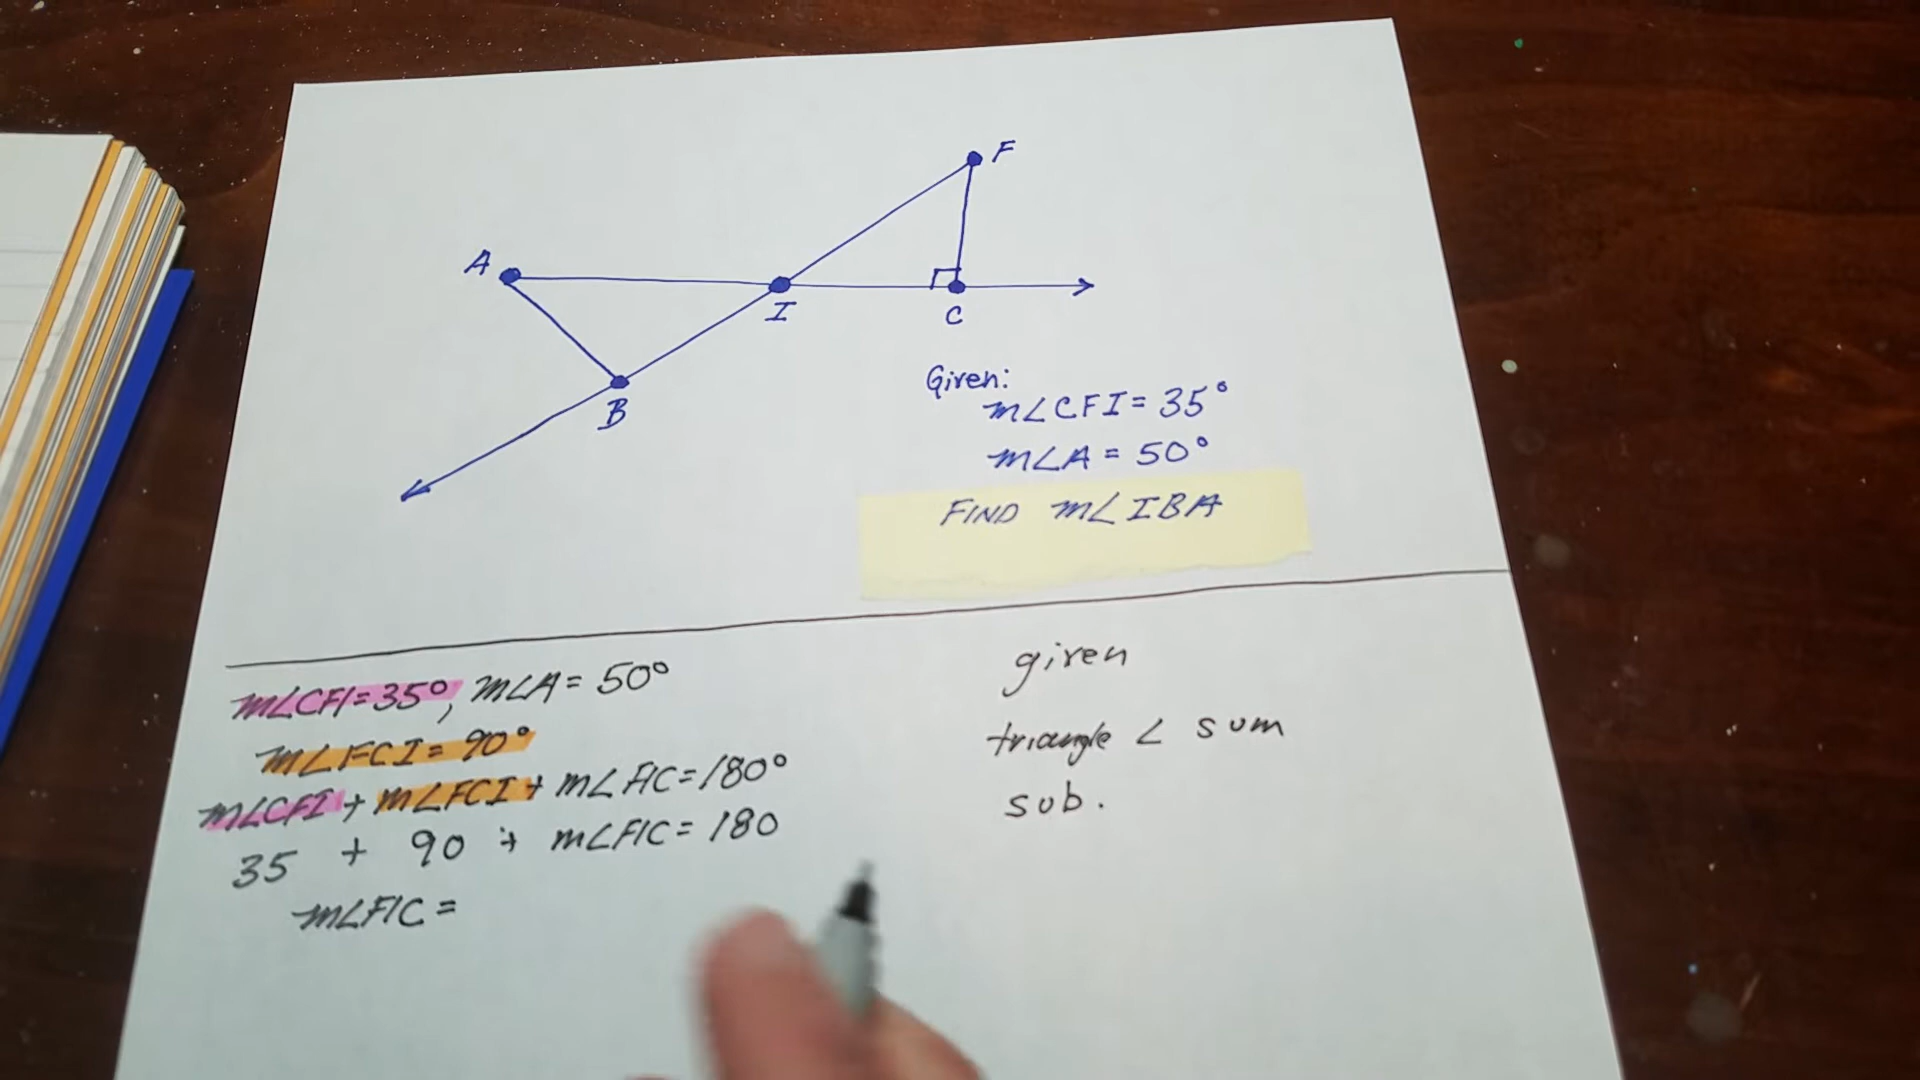 F
A
I
C
B
Given:
m∠CFI = 35°
m∠A = 50°
FIND m∠IBA
m∠CFI = 35°, m∠A = 50°
given
m∠FCI = 90°
m∠CFI + m∠FCI + m∠FIC = 180°
triangle ∠ sum
35 + 90 + m∠FIC = 180
sub.
m∠FIC =